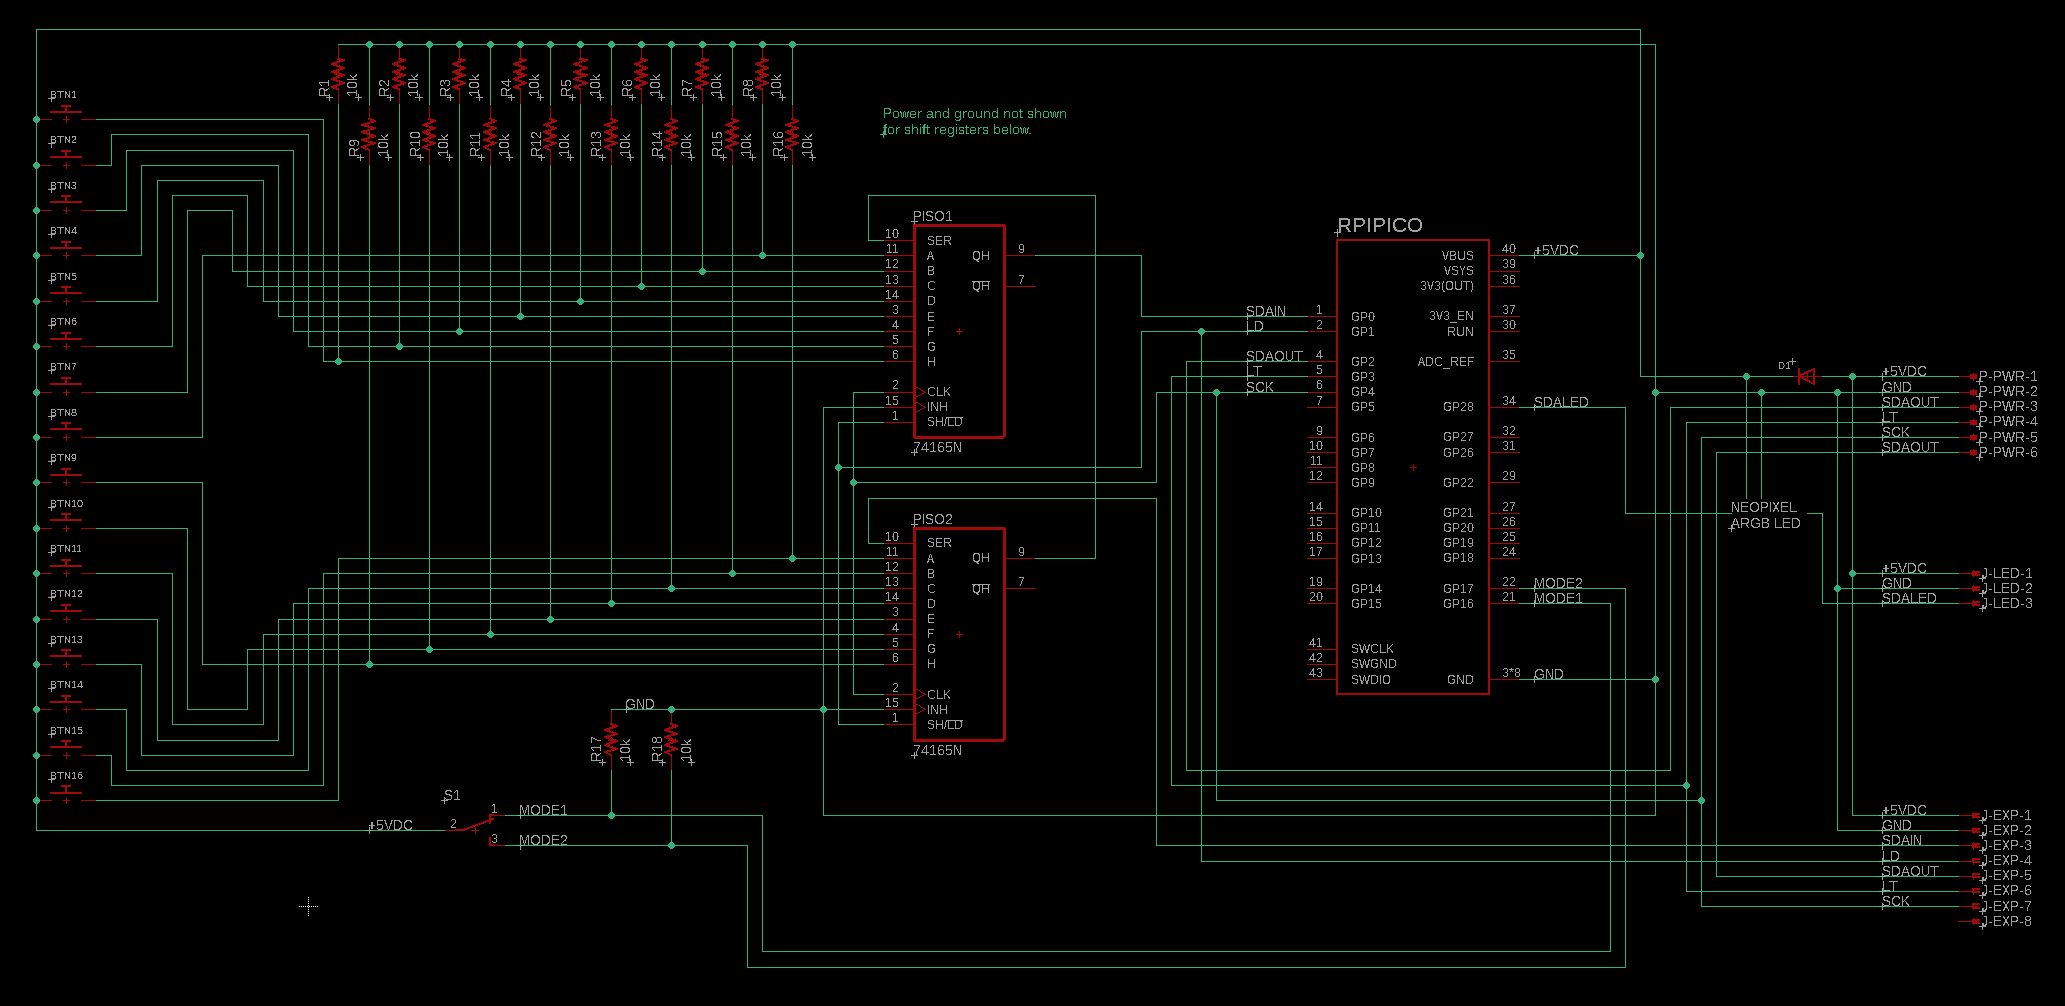 R1 10k
R2 10k
R3 10k
R4 10k
R5 10k
R6 10k
R7 10k
R8 10k
R9 10k
R10 10k
R11 10k
R12 10k
R13 10k
R14 10k
R15 10k
R16 10k
BTN1
BTN2
BTN3
BTN4
BTN5
BTN6
BTN7
BTN8
BTN9
BTN10
BTN11
BTN12
BTN13
BTN14
BTN15
BTN16
Power and ground not shown
for shift registers below.
PISO1
10 SER
11 A QH 9
12 B
13 C QH 7
14 D
3 E
4 F
5 G
6 H
2 CLK
15 INH
1 SH/LD
74165N
PISO2
10 SER
11 A QH 9
12 B
13 C QH 7
14 D
3 E
4 F
5 G
6 H
2 CLK
15 INH
1 SH/LD
74165N
GND
R17 10k
R18 10k
S1
+5VDC 2
1 MODE1
3 MODE2
RPIPICO
VBUS 40 +5VDC
VSYS 39
3V3(OUT) 36
SDAIN 1 GP0 3V3_EN 37
LD 2 GP1 RUN 30
SDAOUT 4 GP2 ADC_REF 35
LT 5 GP3
SCK 6 GP4
7 GP5 GP28 34 SDALED
9 GP6 GP27 32
10 GP7 GP26 31
11 GP8
12 GP9 GP22 29
14 GP10 GP21 27
15 GP11 GP20 26
16 GP12 GP19 25
17 GP13 GP18 24
19 GP14 GP17 22 MODE2
20 GP15 GP16 21 MODE1
41 SWCLK
42 SWGND
43 SWDIO GND 3*8 GND
D1
+5VDC P-PWR-1
GND P-PWR-2
SDAOUT P-PWR-3
LT P-PWR-4
SCK P-PWR-5
SDAOUT P-PWR-6
NEOPIXEL
ARGB LED
+5VDC J-LED-1
GND J-LED-2
SDALED J-LED-3
+5VDC J-EXP-1
GND J-EXP-2
SDAIN J-EXP-3
LD J-EXP-4
SDAOUT J-EXP-5
LT J-EXP-6
SCK J-EXP-7
J-EXP-8